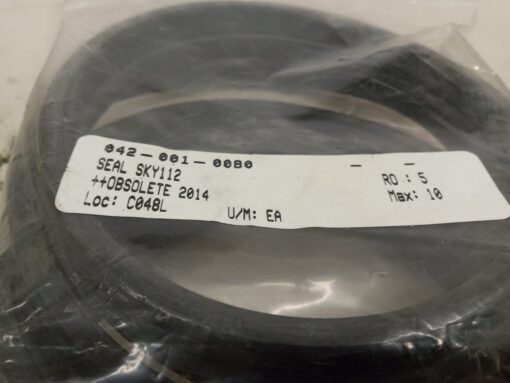 042-001-0080 - -
SEAL SKY112 RO: 5
++OBSOLETE 2014 Max: 10
Loc: C048L U/M: EA